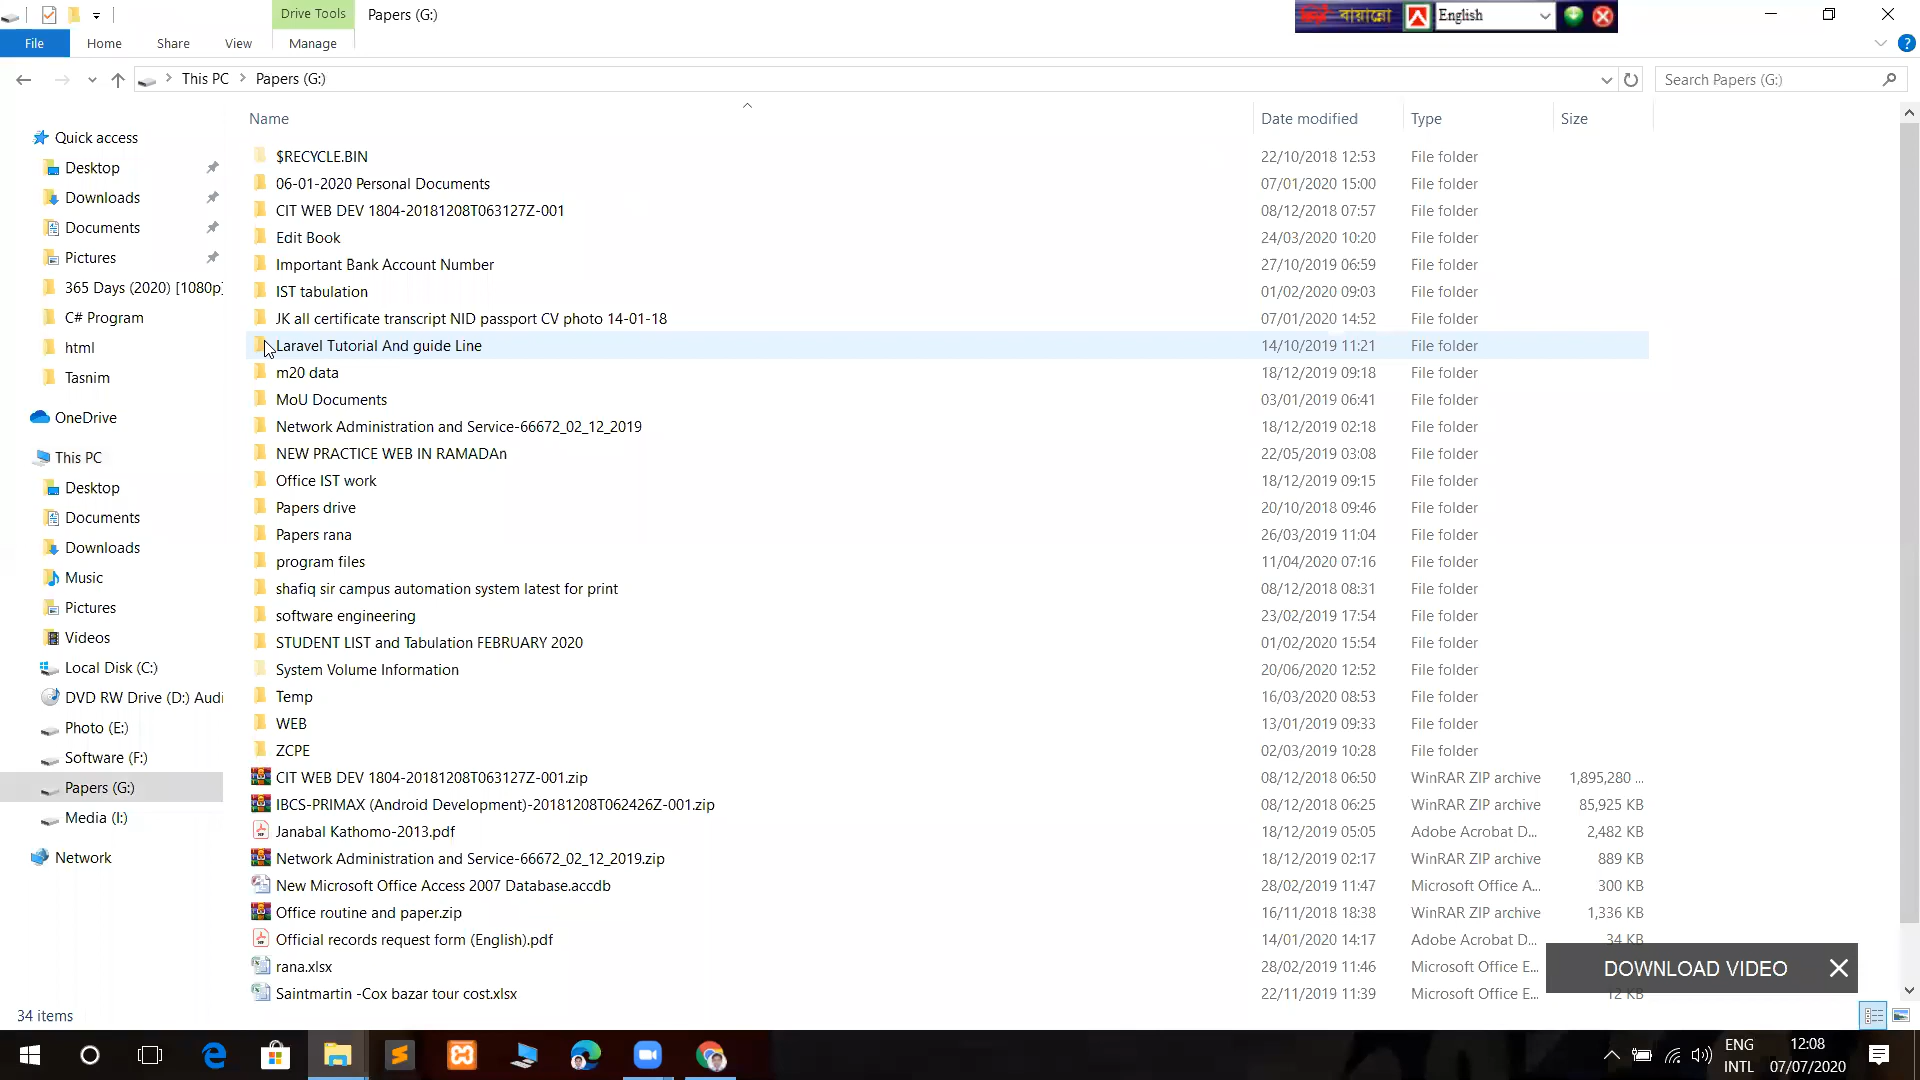 Drive Tools
Papers (G:)
বায়ান্নো
English
File
Home
Share
View
Manage
This PC
Papers (G:)
Search Papers (G:)
Name
Date modified
Type
Size
Quick access
Desktop
Downloads
Documents
Pictures
365 Days (2020) [1080p]
C# Program
html
Tasnim
OneDrive
This PC
Desktop
Documents
Downloads
Music
Pictures
Videos
Local Disk (C:)
DVD RW Drive (D:) Audi
Photo (E:)
Software (F:)
Papers (G:)
Media (I:)
Network
$RECYCLE.BIN 22/10/2018 12:53 File folder
06-01-2020 Personal Documents 07/01/2020 15:00 File folder
CIT WEB DEV 1804-20181208T063127Z-001 08/12/2018 07:57 File folder
Edit Book 24/03/2020 10:20 File folder
Important Bank Account Number 27/10/2019 06:59 File folder
IST tabulation 01/02/2020 09:03 File folder
JK all certificate transcript NID passport CV photo 14-01-18 07/01/2020 14:52 File folder
Laravel Tutorial And guide Line 14/10/2019 11:21 File folder
m20 data 18/12/2019 09:18 File folder
MoU Documents 03/01/2019 06:41 File folder
Network Administration and Service-66672_02_12_2019 18/12/2019 02:18 File folder
NEW PRACTICE WEB IN RAMADAn 22/05/2019 03:08 File folder
Office IST work 18/12/2019 09:15 File folder
Papers drive 20/10/2018 09:46 File folder
Papers rana 26/03/2019 11:04 File folder
program files 11/04/2020 07:16 File folder
shafiq sir campus automation system latest for print 08/12/2018 08:31 File folder
software engineering 23/02/2019 17:54 File folder
STUDENT LIST and Tabulation FEBRUARY 2020 01/02/2020 15:54 File folder
System Volume Information 20/06/2020 12:52 File folder
Temp 16/03/2020 08:53 File folder
WEB 13/01/2019 09:33 File folder
ZCPE 02/03/2019 10:28 File folder
CIT WEB DEV 1804-20181208T063127Z-001.zip 08/12/2018 06:50 WinRAR ZIP archive 1,895,280 ...
IBCS-PRIMAX (Android Development)-20181208T062426Z-001.zip 08/12/2018 06:25 WinRAR ZIP archive 85,925 KB
Janabal Kathomo-2013.pdf 18/12/2019 05:05 Adobe Acrobat D... 2,482 KB
Network Administration and Service-66672_02_12_2019.zip 18/12/2019 02:17 WinRAR ZIP archive 889 KB
New Microsoft Office Access 2007 Database.accdb 28/02/2019 11:47 Microsoft Office A... 300 KB
Office routine and paper.zip 16/11/2018 18:38 WinRAR ZIP archive 1,336 KB
Official records request form (English).pdf 14/01/2020 14:17 Adobe Acrobat D... 34 KB
rana.xlsx 28/02/2019 11:46 Microsoft Office E...
Saintmartin -Cox bazar tour cost.xlsx 22/11/2019 11:39 Microsoft Office E... 12 KB
DOWNLOAD VIDEO
34 items
ENG
INTL
12:08
07/07/2020